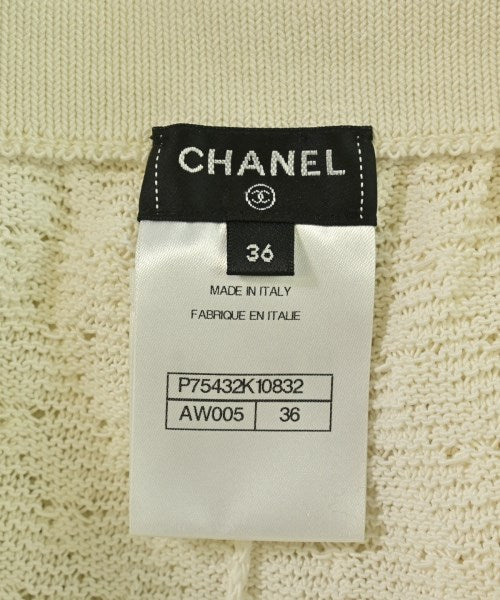 CHANEL
36
MADE IN ITALY
FABRIQUE EN ITALIE
P75432K10832
AW005 36